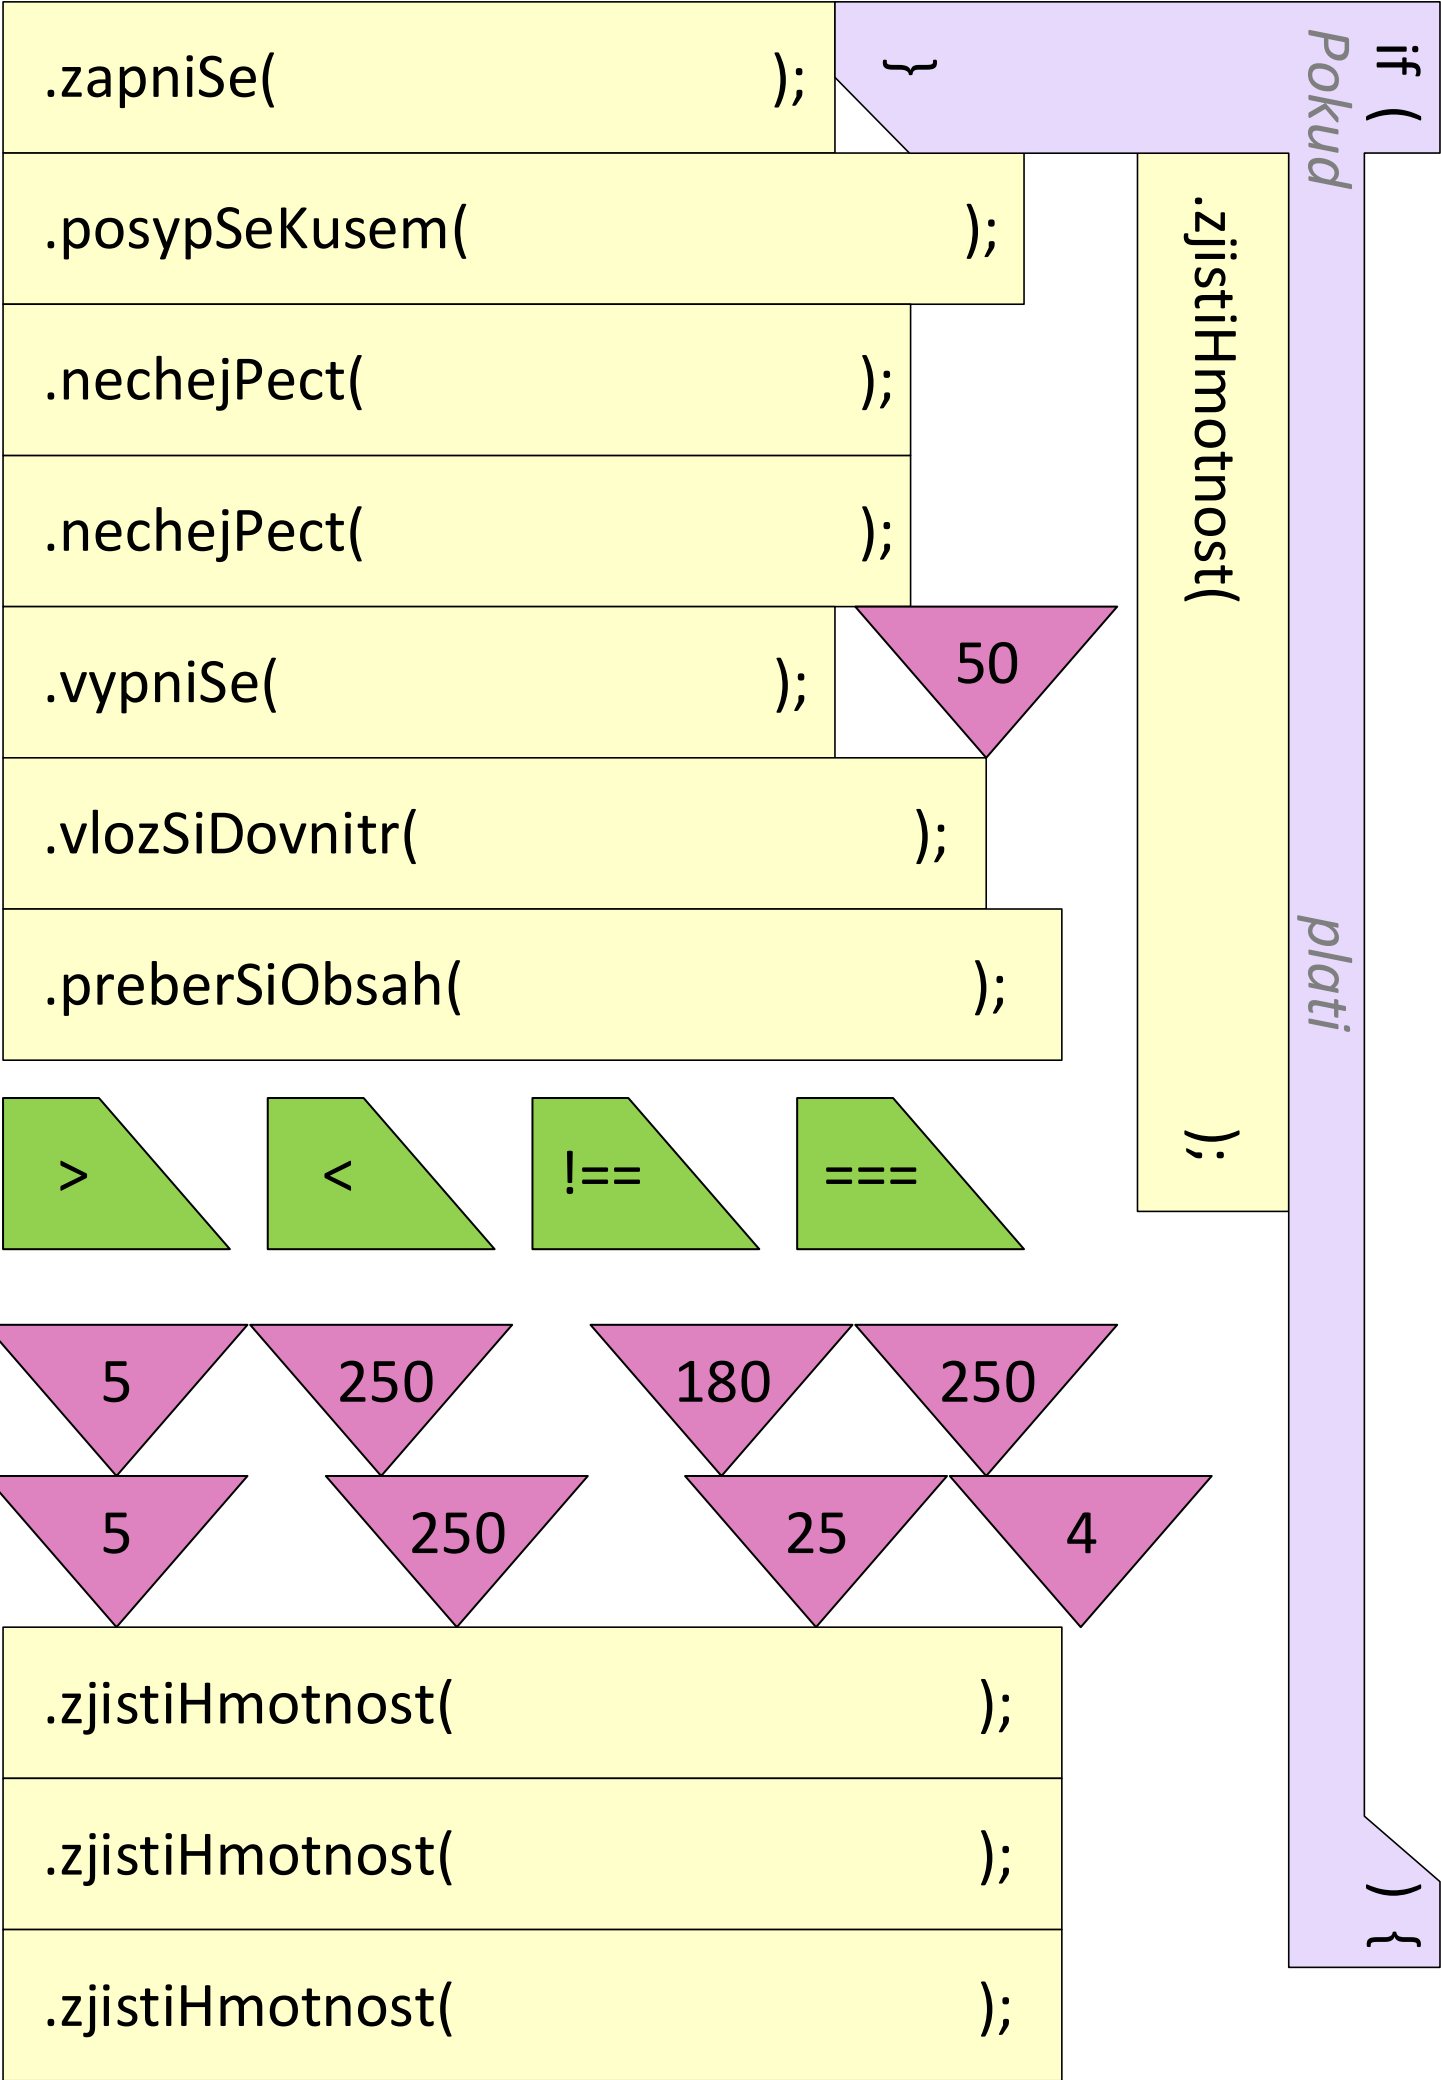 .zapniSe( );
.posypSeKusem( );
.nechejPect( );
.nechejPect( );
.vypniSe( );
50
.vlozSiDovnitr( );
.preberSiObsah( );
> < !== ===
5 250 180 250
5 250 25 4
.zjistiHmotnost( );
.zjistiHmotnost( );
.zjistiHmotnost( );
.zjistiHmotnost( );
if ( ) {
Pokud plati
}